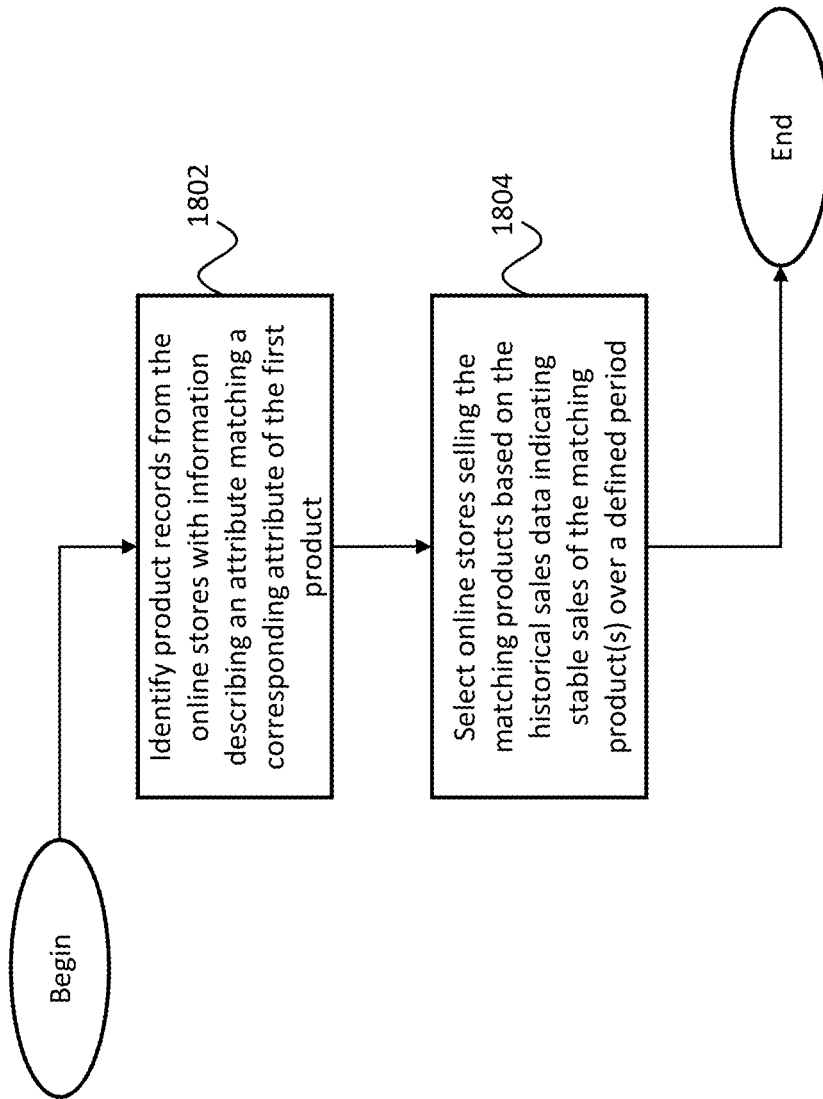 Begin
1802
Identify product records from the
online stores with information
describing an attribute matching a
corresponding attribute of the first
product
1804
Select online stores selling the
matching products based on the
historical sales data indicating
stable sales of the matching
product(s) over a defined period
End